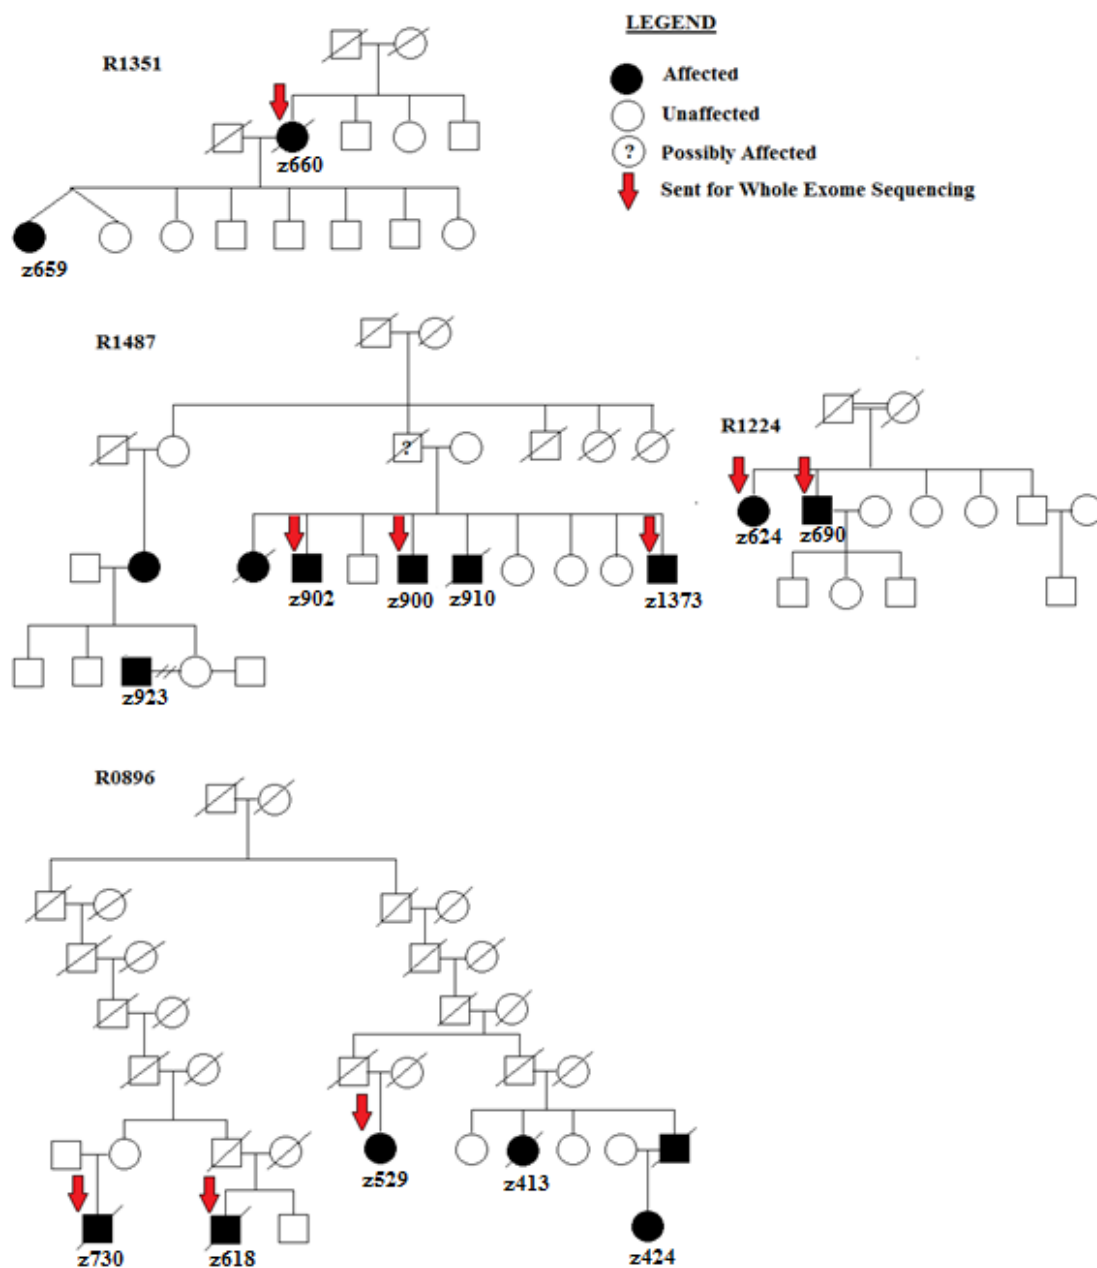 LEGEND
Affected
Unaffected
? Possibly Affected
Sent for Whole Exome Sequencing
R1351
z660
z659
R1487
?
z902
z900
z910
z1373
z923
R1224
z624
z690
R0896
z529
z413
z730
z618
z424